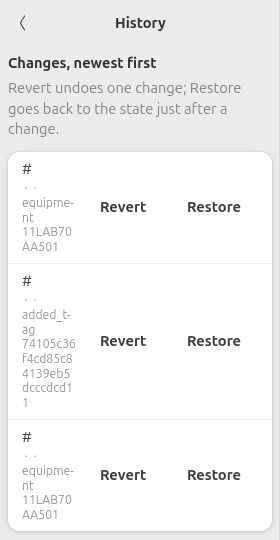 History
Changes, newest first
Revert undoes one change; Restore
goes back to the state just after a
change.
#
· ·
equipme-
nt
11LAB70
AA501
Revert
Restore
#
· ·
added_t-
ag
74105c36
f4cd85c8
4139eb5
dcccdcd1
1
Revert
Restore
#
· ·
equipme-
nt
11LAB70
AA501
Revert
Restore